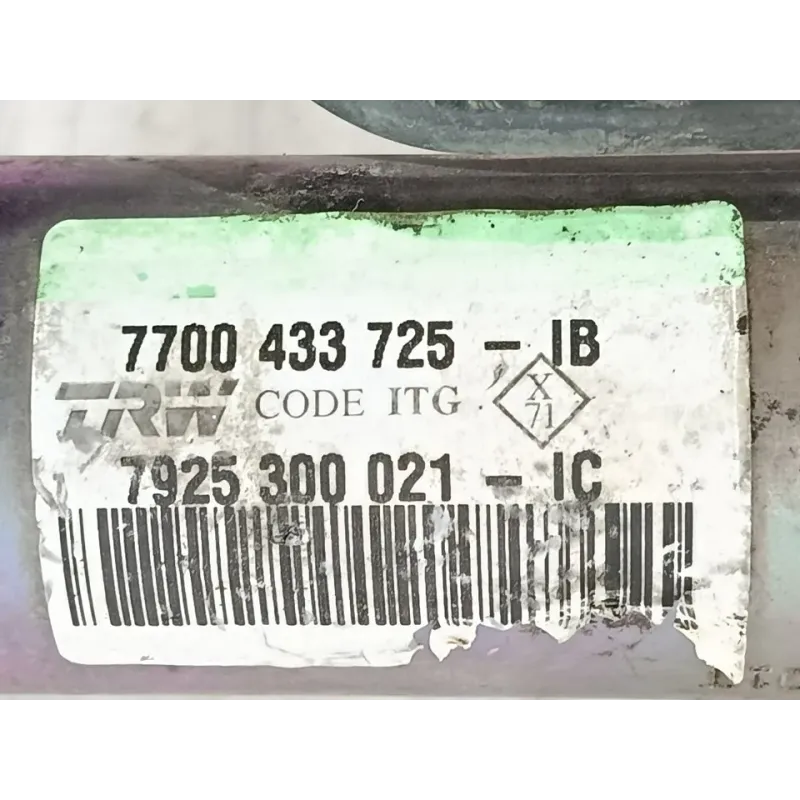 7700 433 725 - IB
TRW CODE ITG X 71
7925 300 021 - IC